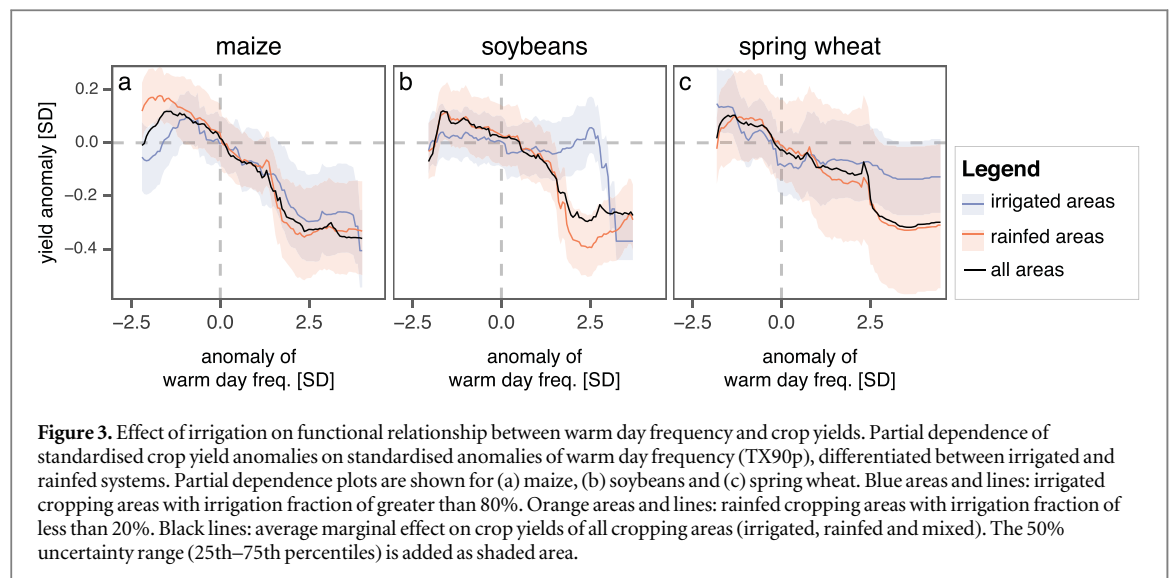 maize
soybeans
spring wheat
a
b
c
yield anomaly [SD]
0.2
0.0
−0.2
−0.4
−2.5 0.0 2.5
−2.5 0.0 2.5
−2.5 0.0 2.5
anomaly of
warm day freq. [SD]
anomaly of
warm day freq. [SD]
anomaly of
warm day freq. [SD]
Legend
irrigated areas
rainfed areas
all areas
Figure 3. Effect of irrigation on functional relationship between warm day frequency and crop yields. Partial dependence of
standardised crop yield anomalies on standardised anomalies of warm day frequency (TX90p), differentiated between irrigated and
rainfed systems. Partial dependence plots are shown for (a) maize, (b) soybeans and (c) spring wheat. Blue areas and lines: irrigated
cropping areas with irrigation fraction of greater than 80%. Orange areas and lines: rainfed cropping areas with irrigation fraction of
less than 20%. Black lines: average marginal effect on crop yields of all cropping areas (irrigated, rainfed and mixed). The 50%
uncertainty range (25th–75th percentiles) is added as shaded area.